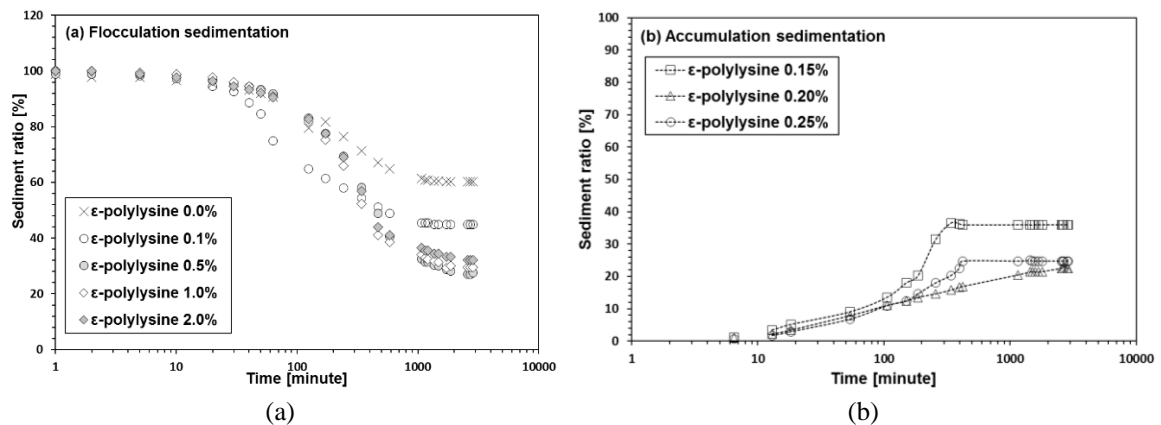 (a) Flocculation sedimentation
Sediment ratio [%]
120
100
80
60
40
20
0
ε-polylysine 0.0%
ε-polylysine 0.1%
ε-polylysine 0.5%
ε-polylysine 1.0%
ε-polylysine 2.0%
1 10 100 1000 10000
Time [minute]
(a)
(b) Accumulation sedimentation
Sediment ratio [%]
100
90
80
70
60
50
40
30
20
10
0
ε-polylysine 0.15%
ε-polylysine 0.20%
ε-polylysine 0.25%
1 10 100 1000 10000
Time [minute]
(b)